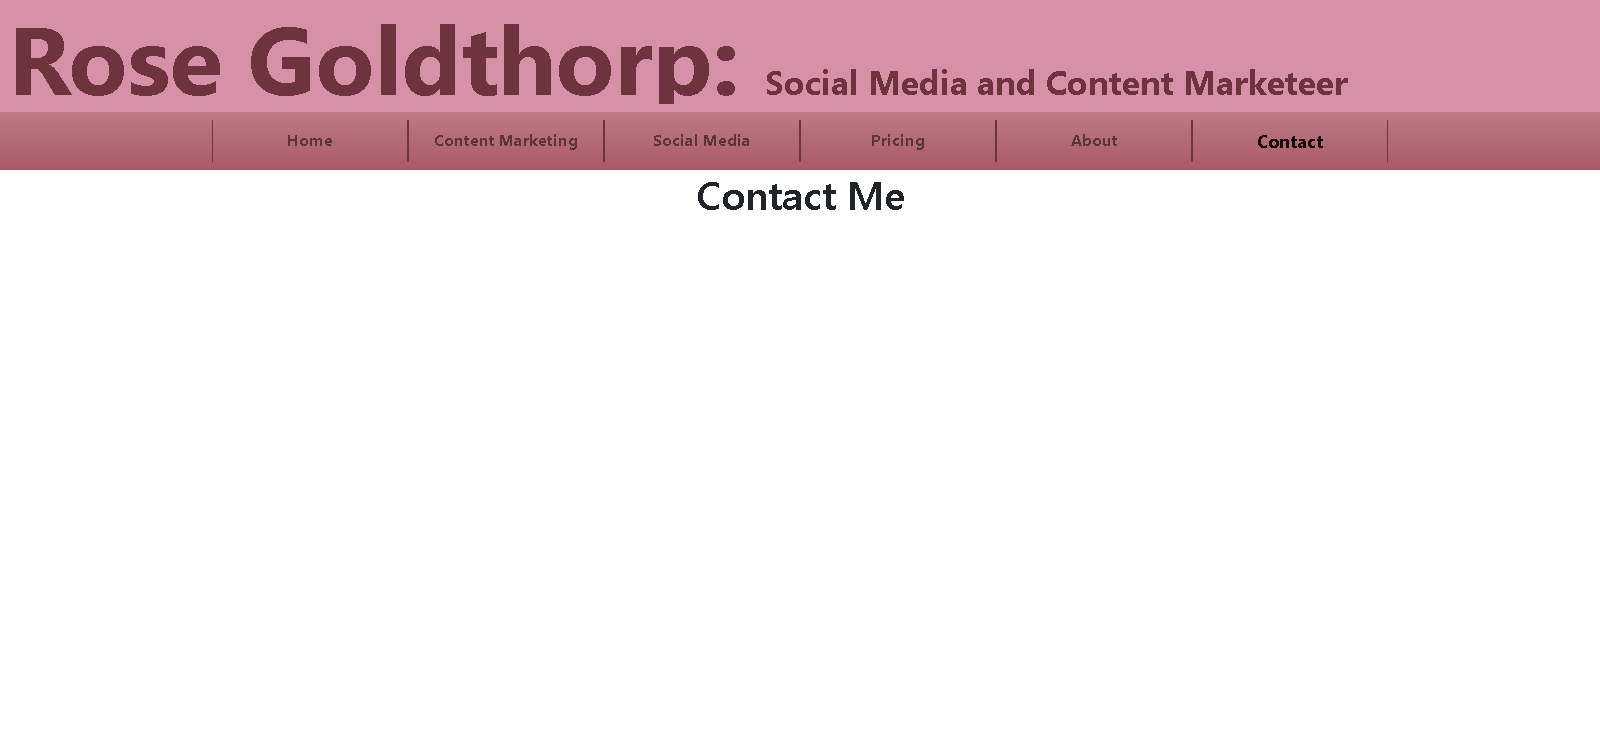 Rose Goldthorp: Social Media and Content Marketeer
Home Content Marketing Social Media Pricing About Contact
Contact Me